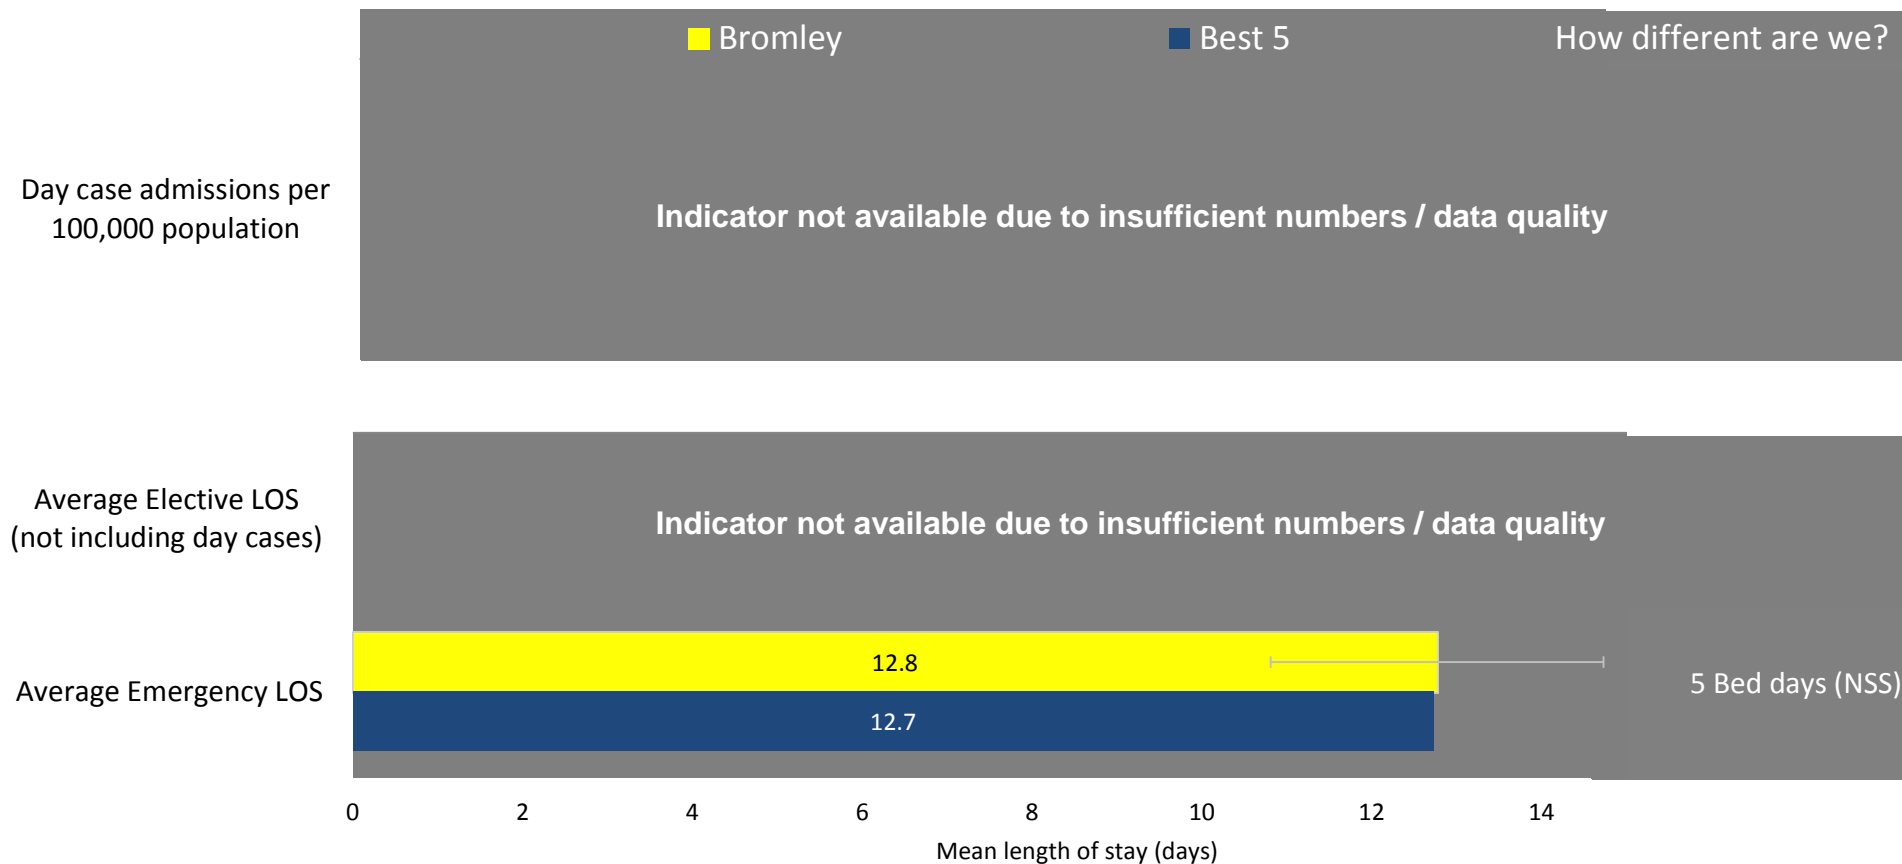 Bromley Best 5 How different are we?
Day case admissions per
100,000 population
Indicator not available due to insufficient numbers / data quality
Average Elective LOS
(not including day cases)
Indicator not available due to insufficient numbers / data quality
Average Emergency LOS
12.8
12.7
5 Bed days (NSS)
0 2 4 6 8 10 12 14
Mean length of stay (days)